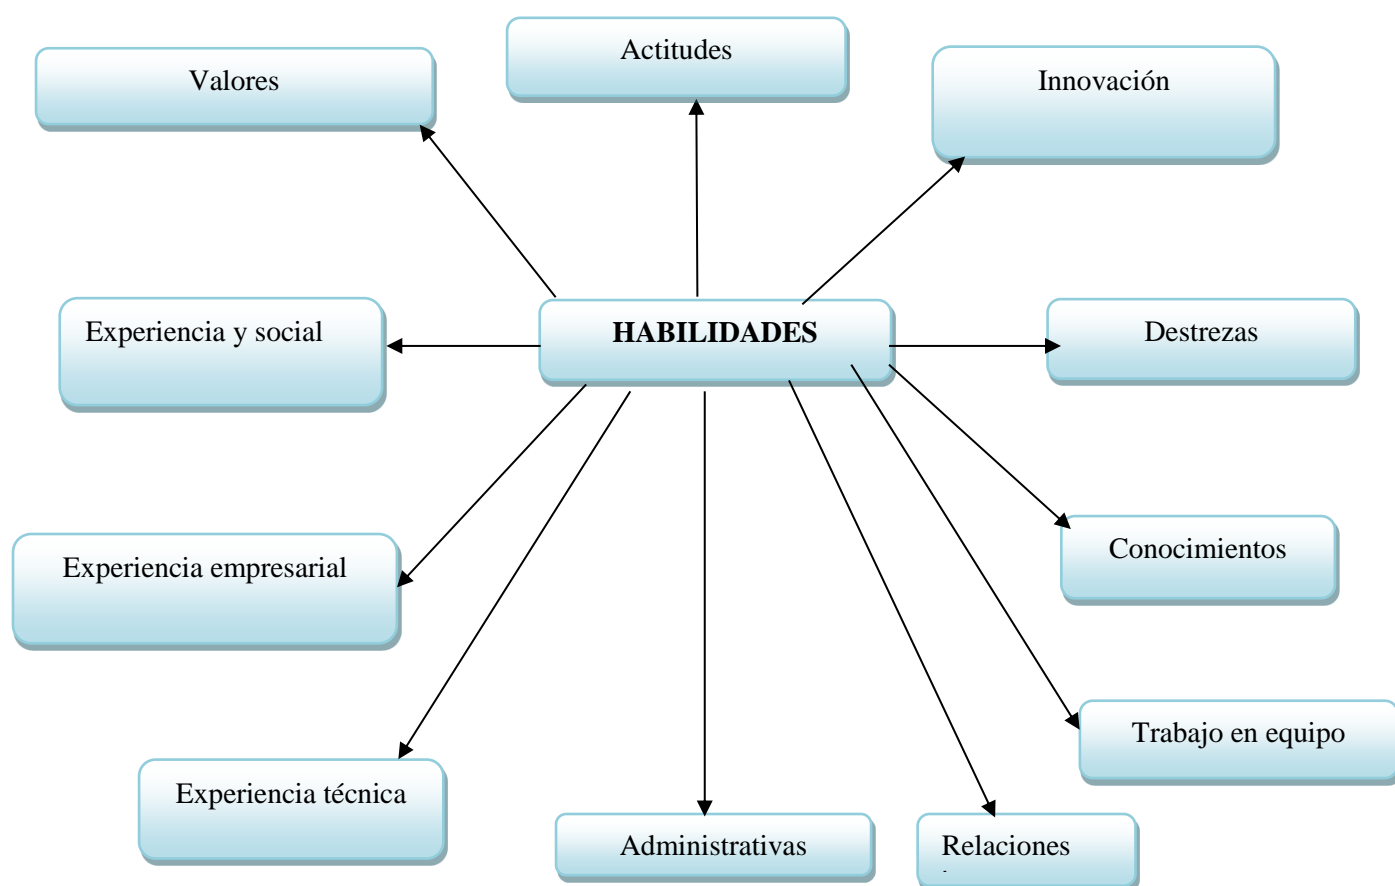 Actitudes
Valores
Innovación
Experiencia y social
HABILIDADES
Destrezas
Conocimientos
Experiencia empresarial
Trabajo en equipo
Experiencia técnica
Administrativas
Relaciones